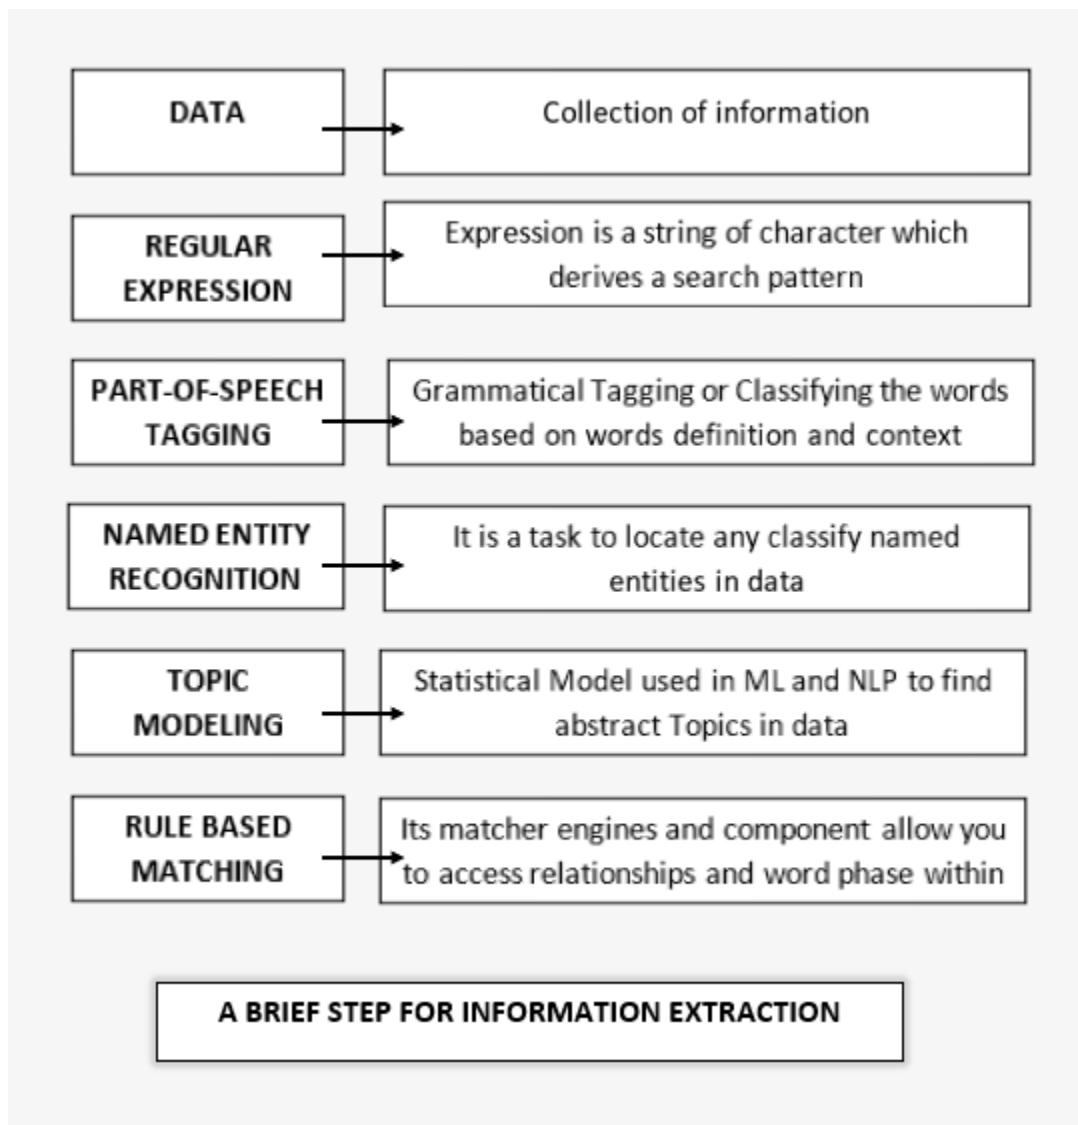 DATA
Collection of information
REGULAR
EXPRESSION
Expression is a string of character which
derives a search pattern
PART-OF-SPEECH
TAGGING
Grammatical Tagging or Classifying the words
based on words definition and context
NAMED ENTITY
RECOGNITION
It is a task to locate any classify named
entities in data
TOPIC
MODELING
Statistical Model used in ML and NLP to find
abstract Topics in data
RULE BASED
MATCHING
Its matcher engines and component allow you
to access relationships and word phase within
A BRIEF STEP FOR INFORMATION EXTRACTION